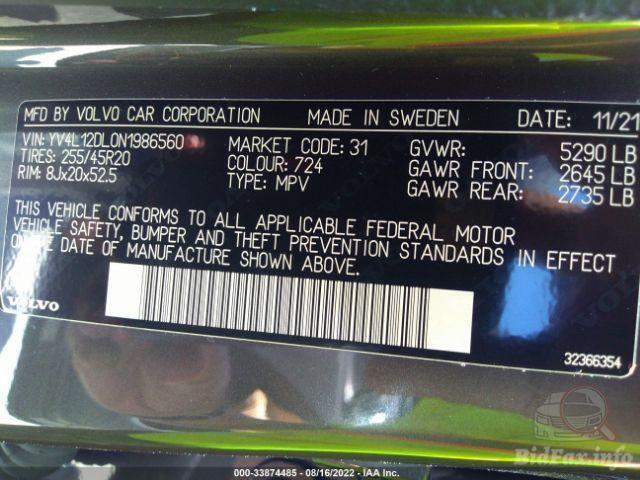 MFD BY VOLVO CAR CORPORATION MADE IN SWEDEN DATE: 11/21
VIN: YV4L12DL0N1986560 MARKET CODE: 31 GVWR: 5290 LB
TIRES: 255/45R20 COLOUR: 724 GAWR FRONT: 2645 LB
RIM: 8Jx20x52.5 TYPE: MPV GAWR REAR: 2735 LB
THIS VEHICLE CONFORMS TO ALL APPLICABLE FEDERAL MOTOR
VEHICLE SAFETY, BUMPER AND THEFT PREVENTION STANDARDS IN EFFECT
ON THE DATE OF MANUFACTURE SHOWN ABOVE.
VOLVO
32366354
BidFax.info
000-33874485 - 08/16/2022 - IAA Inc.